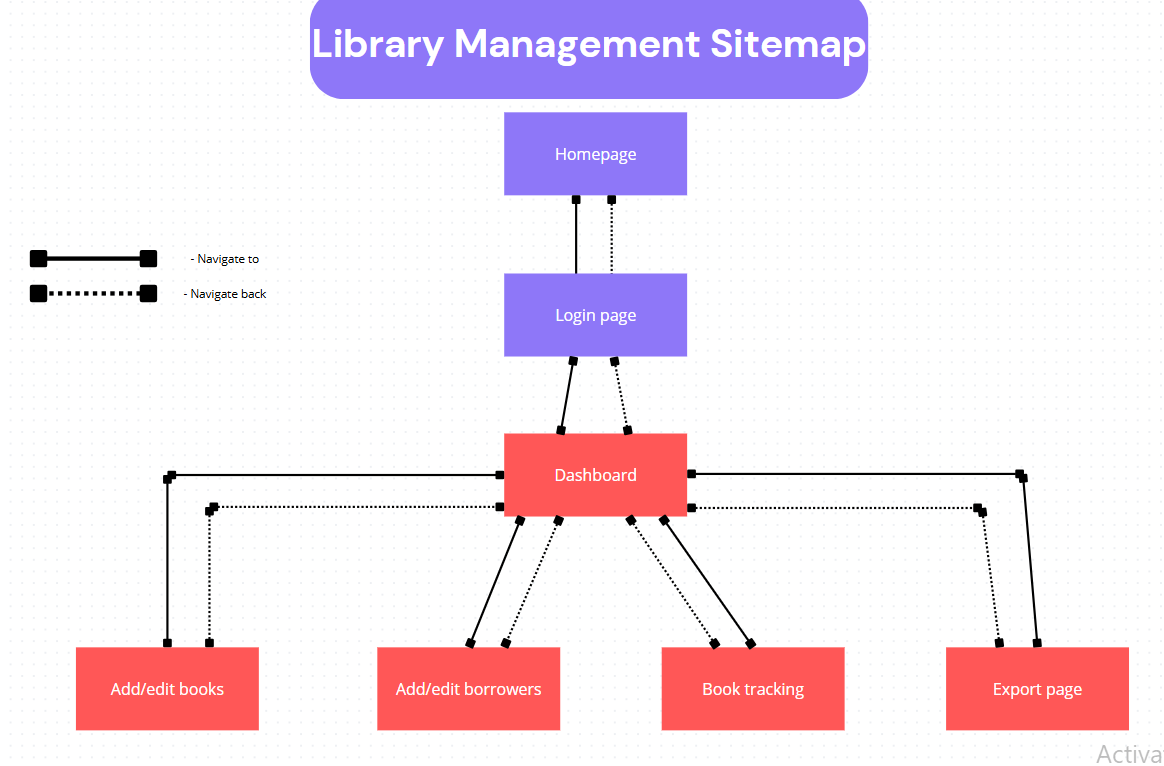 Library Management Sitemap
Homepage
- Navigate to
- Navigate back
Login page
Dashboard
Add/edit books
Add/edit borrowers
Book tracking
Export page
Activa